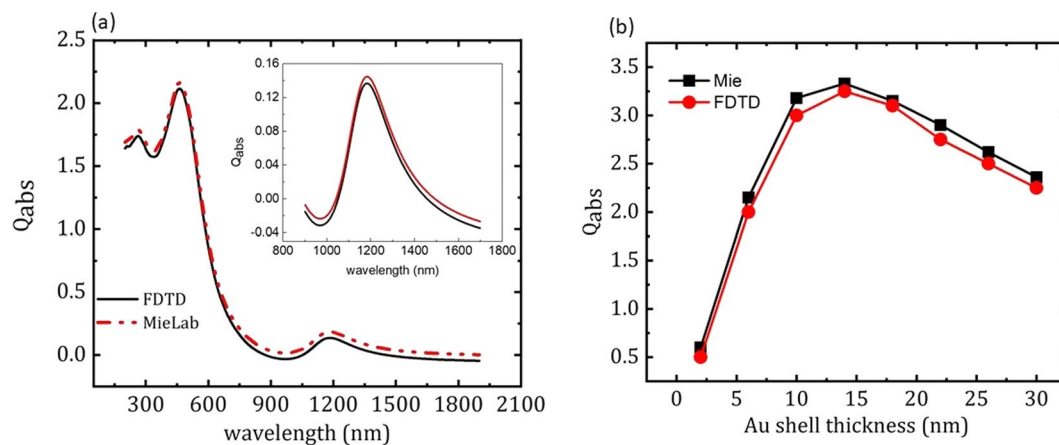 (a)
2.5
2.0
1.5
1.0
0.5
0.0
Qabs
300 600 900 1200 1500 1800 2100
wavelength (nm)
FDTD
MieLab
0.16
0.12
0.08
0.04
0.00
-0.04
Qabs
800 1000 1200 1400 1600 1800
wavelength (nm)
(b)
3.5
3.0
2.5
2.0
1.5
1.0
0.5
Qabs
Mie
FDTD
0 5 10 15 20 25 30
Au shell thickness (nm)